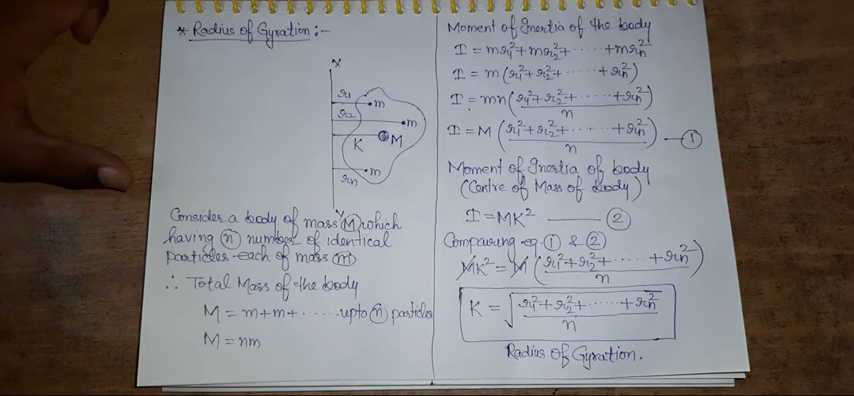 * Radius of Gyration :-
X
r1 m
r2 m
K M
rn m
Y
Consider a body of mass M which
having n number of identical
particles each of mass m
∴ Total Mass of the body
M = m+m+ ...... upto n particles
M = nm
Moment of Inertia of the body
I = mr1²+mr2²+ ...... +mrn²
I = m (r1²+r2²+ ...... +rn²)
I = mn (r1²+r2²+ ...... +rn²)
n
I = M (r1²+r2²+ ...... +rn²) — 1
n
Moment of Inertia of body
(Centre of Mass of body)
I = MK² — 2
Comparing eq. 1 & 2
MK² = M (r1²+r2²+ ...... +rn²)
n
K = √r1²+r2²+ ...... +rn²
n
Radius of Gyration.